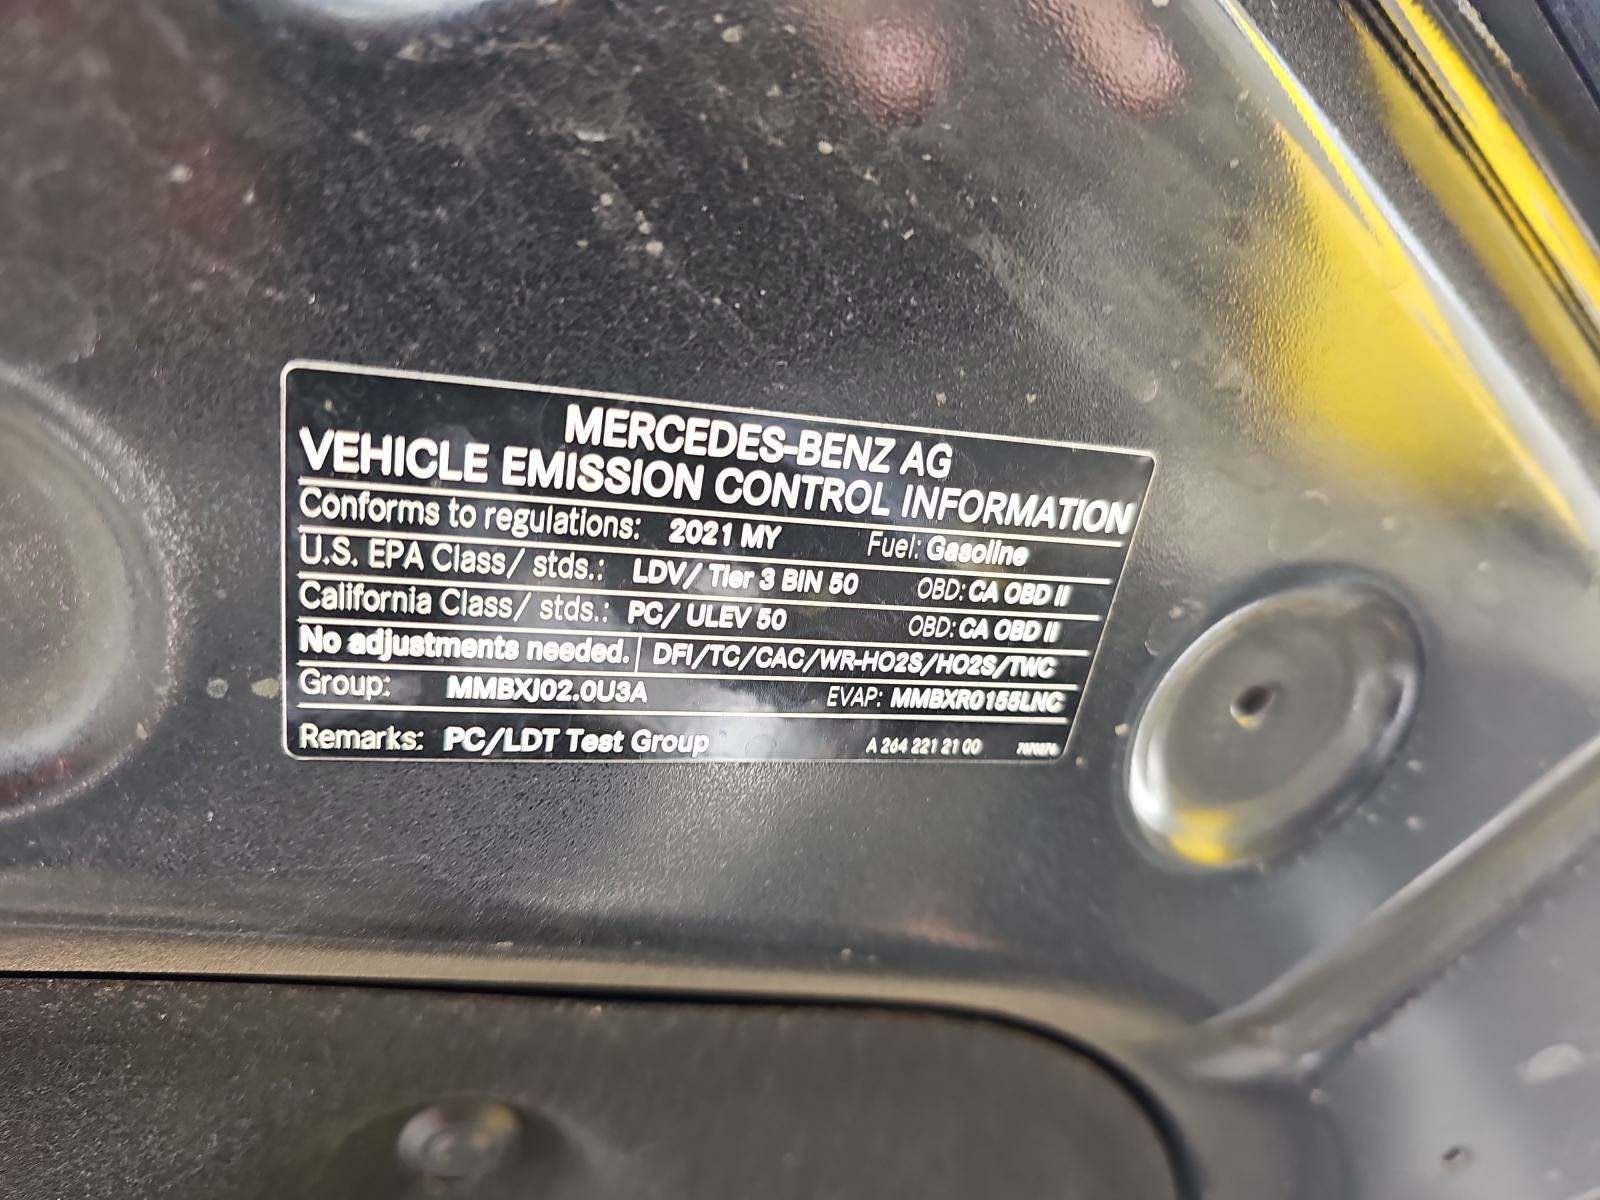 MERCEDES-BENZ AG
VEHICLE EMISSION CONTROL INFORMATION
Conforms to regulations: 2021 MY Fuel: Gasoline
U.S. EPA Class/ stds.: LDV/ Tier 3 BIN 50 OBD: CA OBD II
California Class/ stds.: PC/ ULEV 50 OBD: CA OBD II
No adjustments needed. DFI/TC/CAC/WR-HO2S/HO2S/TWC
Group: MMBXJ02.0U3A EVAP: MMBXR0155LNC
Remarks: PC/LDT Test Group A 264 221 21 00